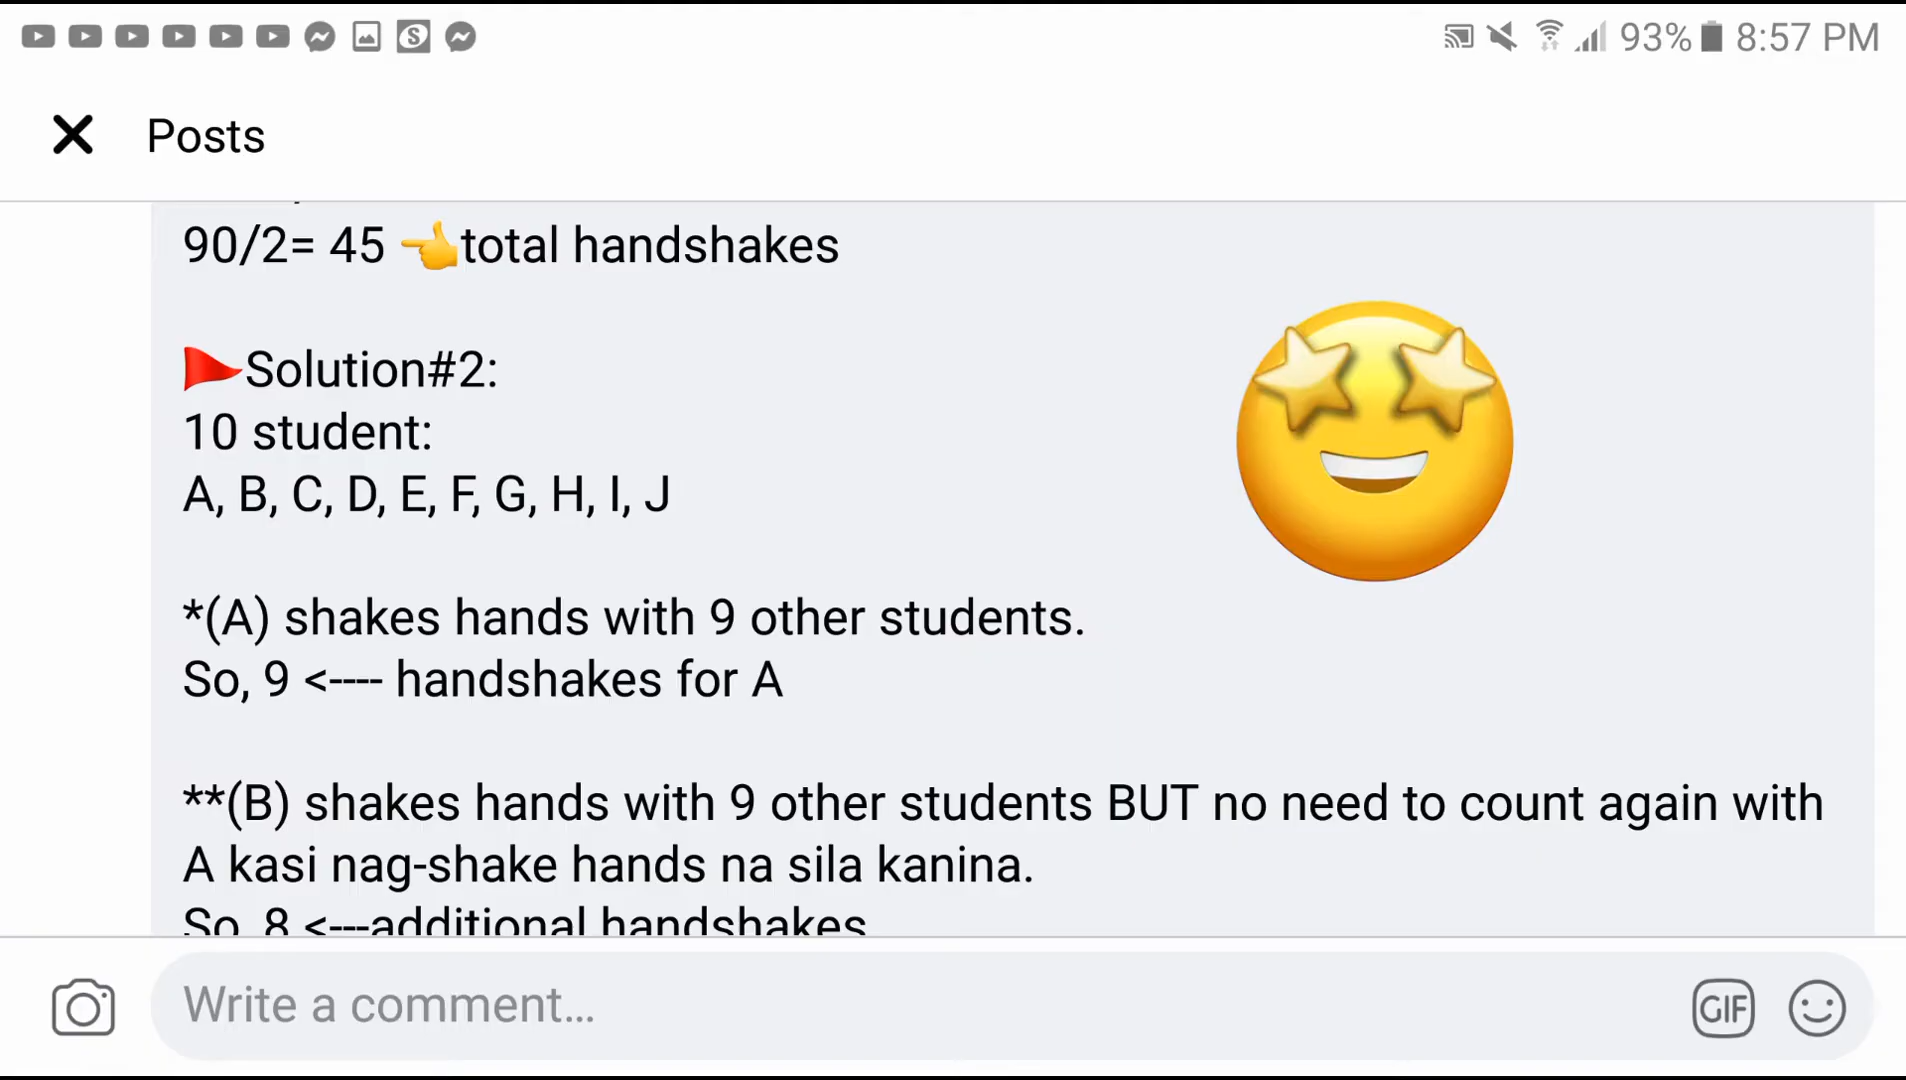 93% 8:57 PM
Posts
90/2= 45 👈total handshakes
🚩Solution#2:
10 student:
A, B, C, D, E, F, G, H, I, J
*(A) shakes hands with 9 other students.
So, 9 <---- handshakes for A
**(B) shakes hands with 9 other students BUT no need to count again with
A kasi nag-shake hands na sila kanina.
So, 8 <---additional handshakes
Write a comment...
GIF